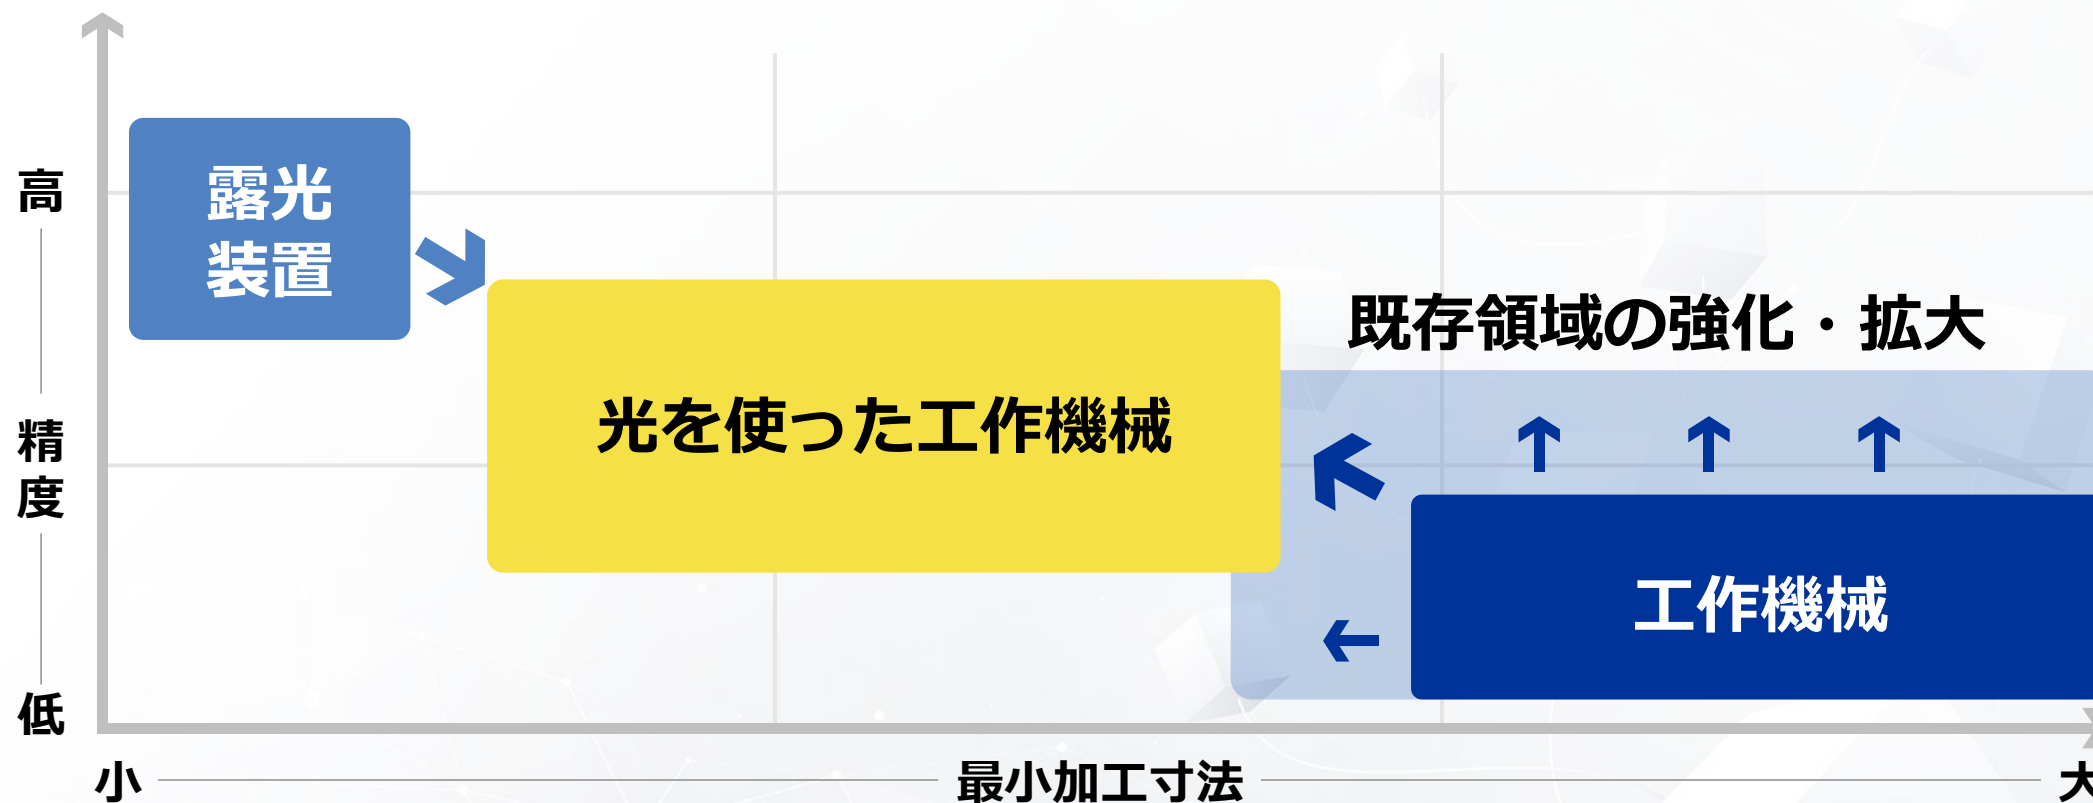 高
精
度
低
露光
装置
光を使った工作機械
既存領域の強化・拡大
工作機械
小
最小加工寸法
大